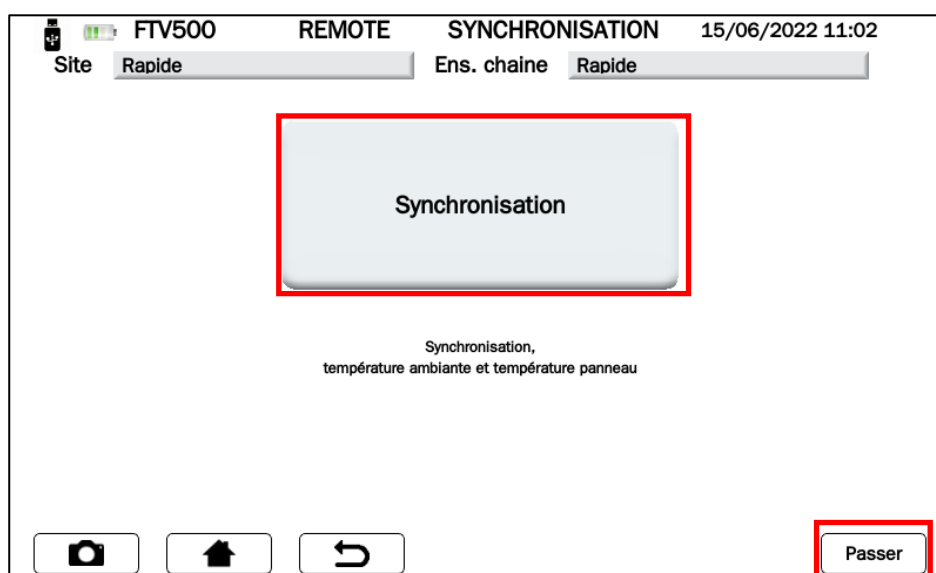 FTV500 REMOTE SYNCHRONISATION 15/06/2022 11:02
Site Rapide Ens. chaine Rapide
Synchronisation
Synchronisation,
température ambiante et température panneau
Passer